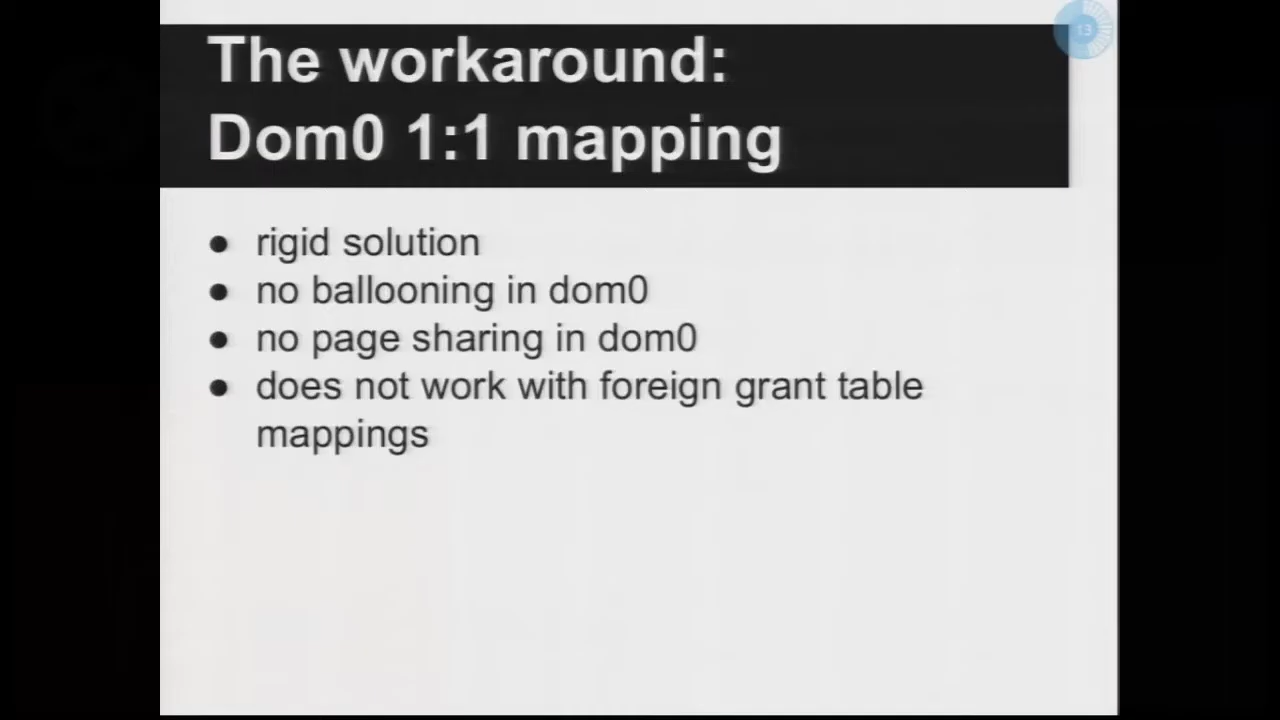 13
The workaround:
Dom0 1:1 mapping
● rigid solution
● no ballooning in dom0
● no page sharing in dom0
● does not work with foreign grant table
mappings